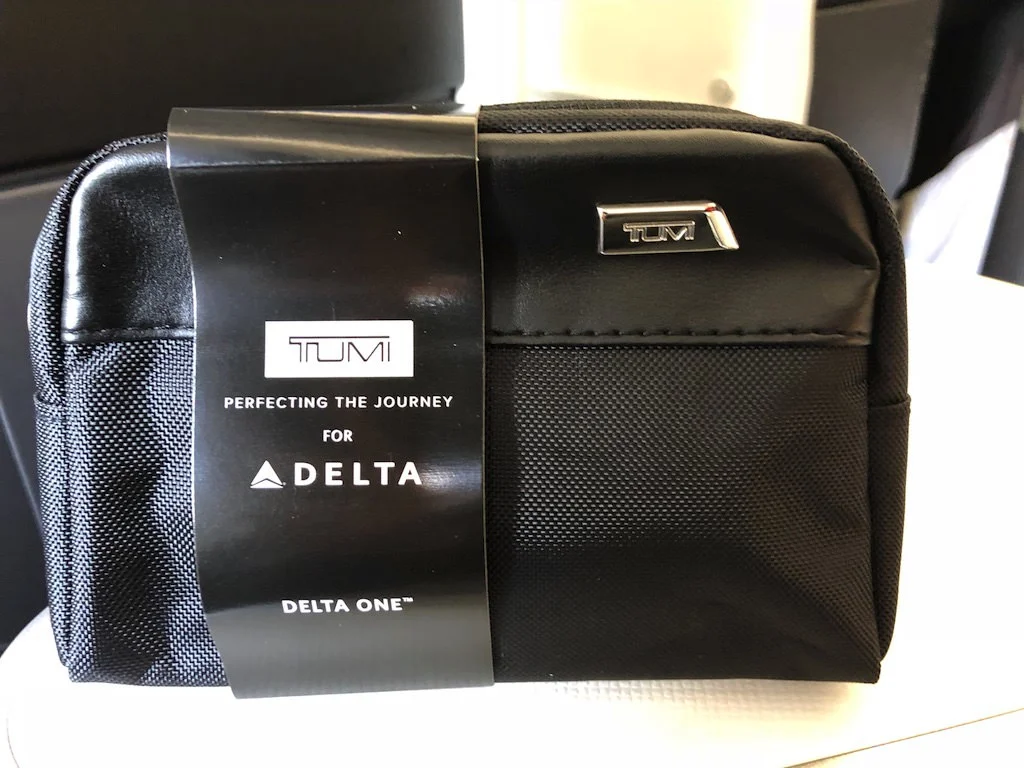 TUMI
TUMI
PERFECTING THE JOURNEY
FOR
DELTA
DELTA ONE™